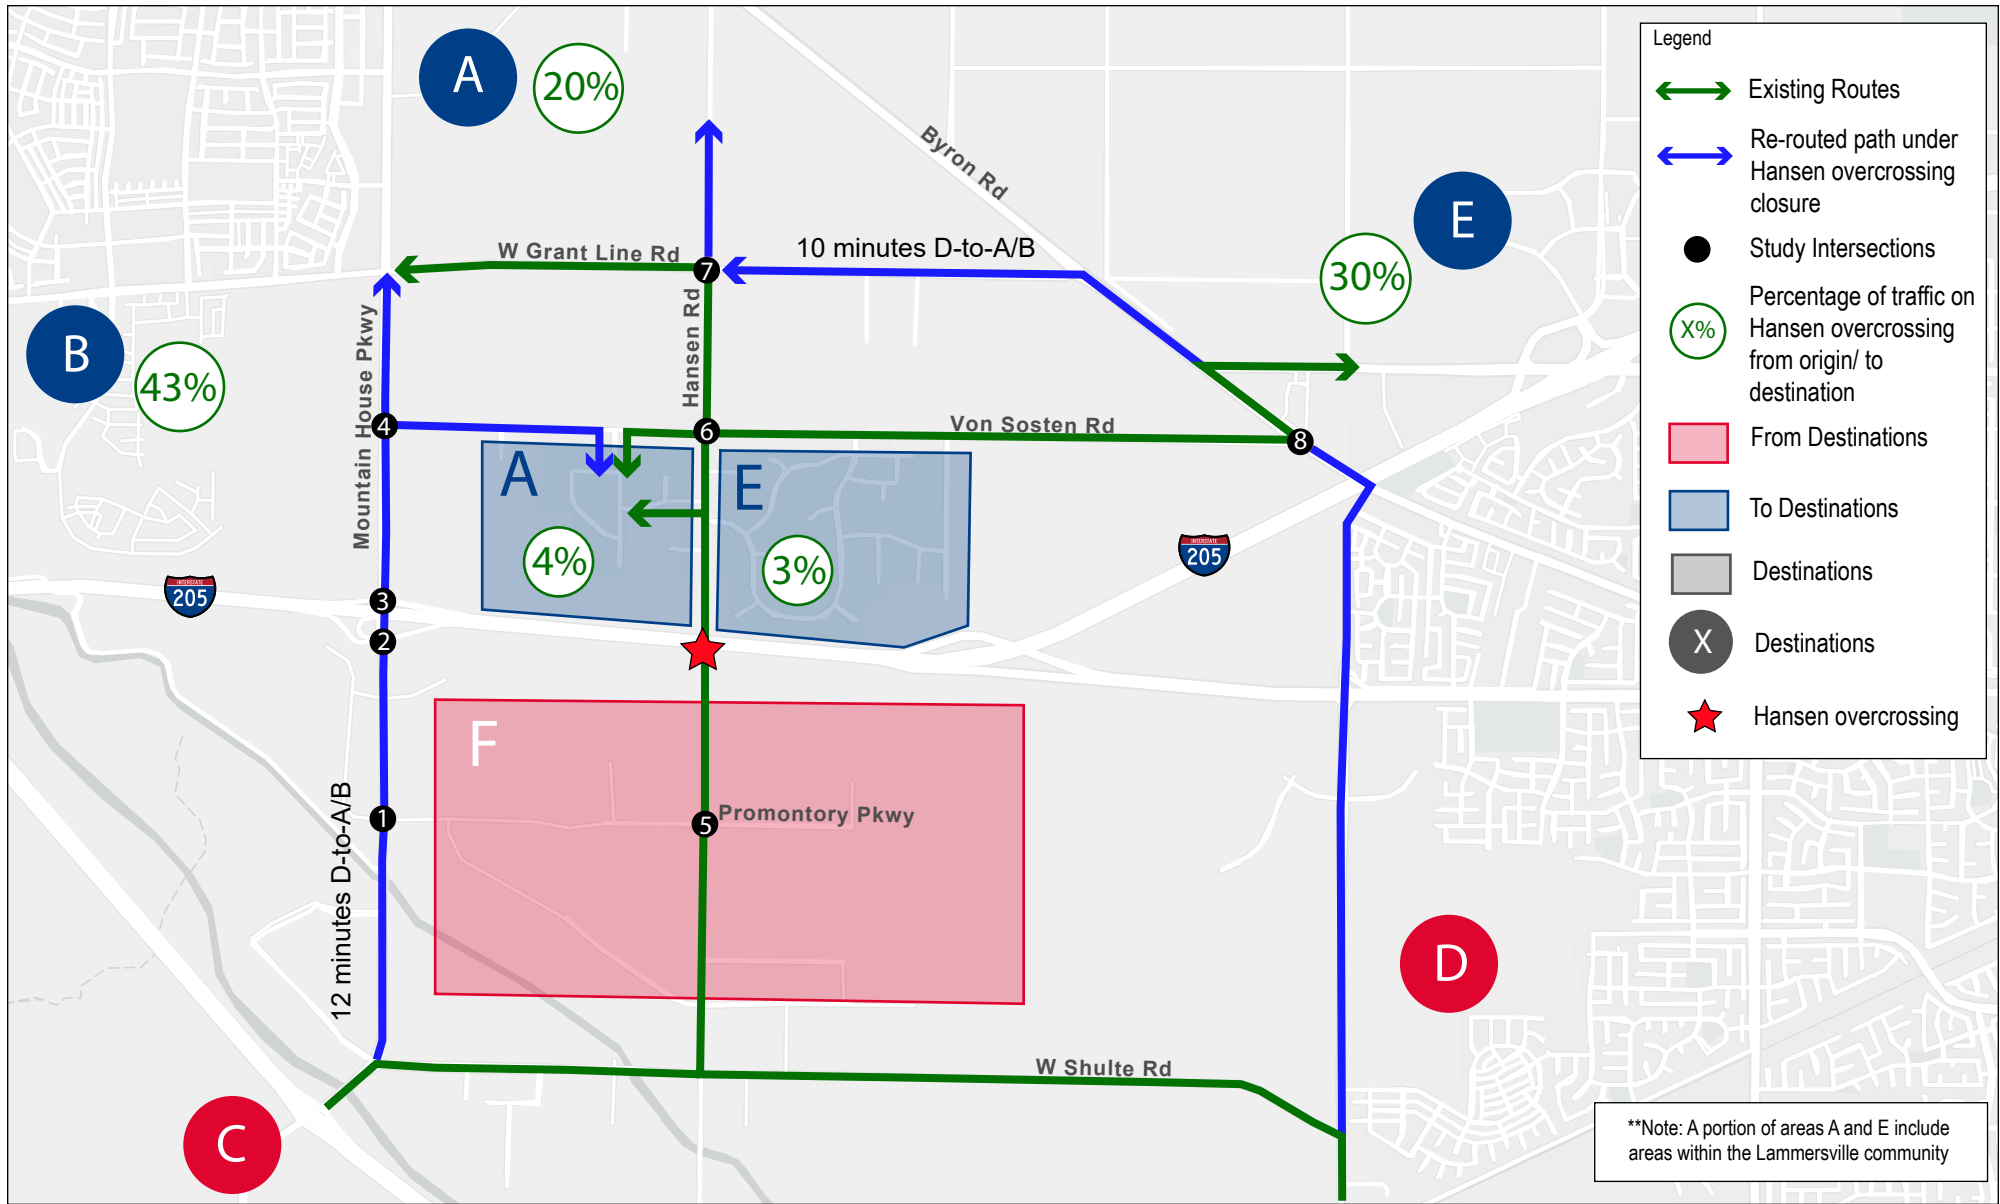 A
20%
Byron Rd
E
30%
W Grant Line Rd
7
10 minutes D-to-A/B
B
43%
Mountain House Pkwy
Hansen Rd
4
6
Von Sosten Rd
8
A
4%
E
3%
INTERSTATE
205
INTERSTATE
205
3
2
F
1
5
Promontory Pkwy
12 minutes D-to-A/B
D
W Shulte Rd
C
Legend
Existing Routes
Re-routed path under
Hansen overcrossing
closure
Study Intersections
X%
Percentage of traffic on
Hansen overcrossing
from origin/ to
destination
From Destinations
To Destinations
Destinations
X
Destinations
Hansen overcrossing
**Note: A portion of areas A and E include
areas within the Lammersville community